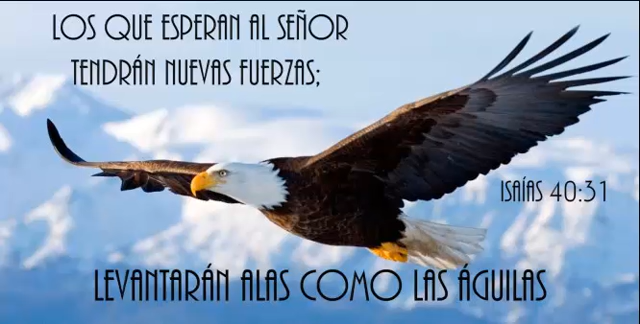 LOS QUE ESPERAN AL SEÑOR
TENDRÁN NUEVAS FUERZAS;
ISAÍAS 40:31
LEVANTARÁN ALAS COMO LAS ÁGUILAS